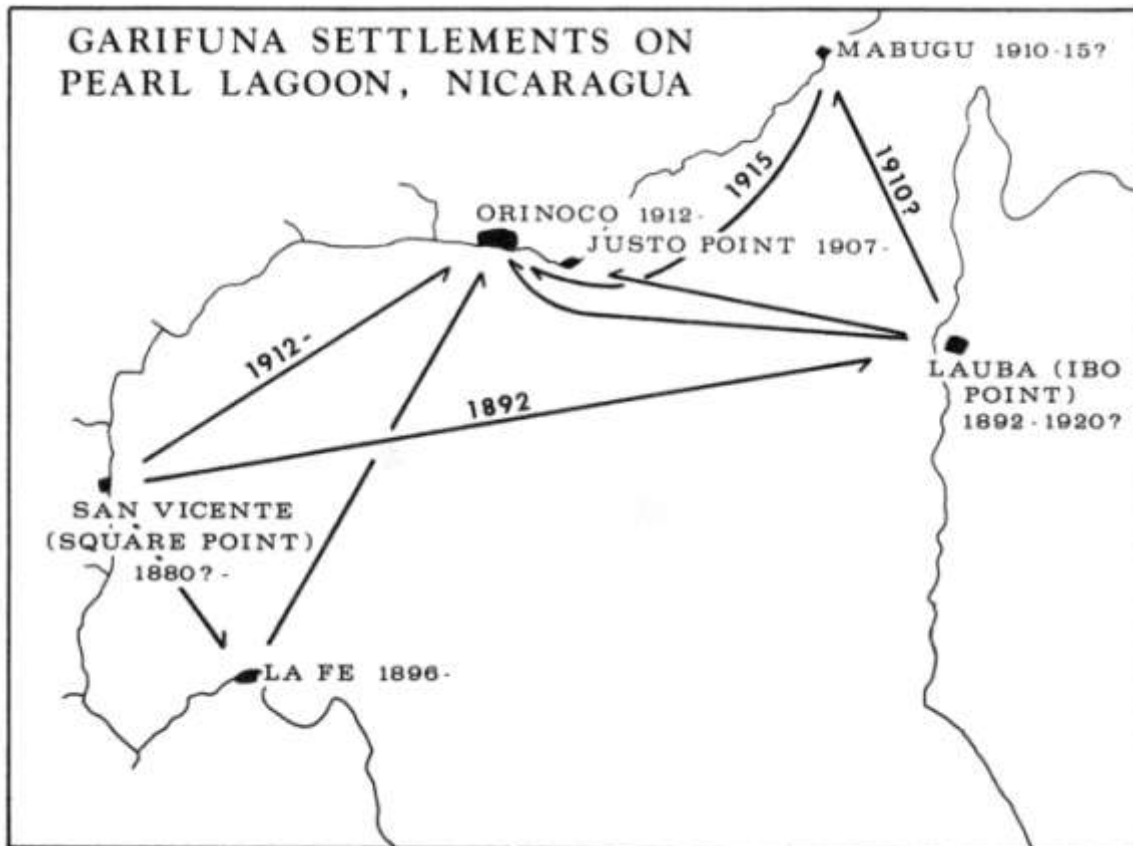 GARIFUNA SETTLEMENTS ON
PEARL LAGOON, NICARAGUA
MABUGU 1910-15?
1915
1910?
ORINOCO 1912-
JUSTO POINT 1907-
1912-
1892
LAUBA (IBO
POINT)
1892-1920?
SAN VICENTE
(SQUARE POINT)
1880?-
LA FE 1896-